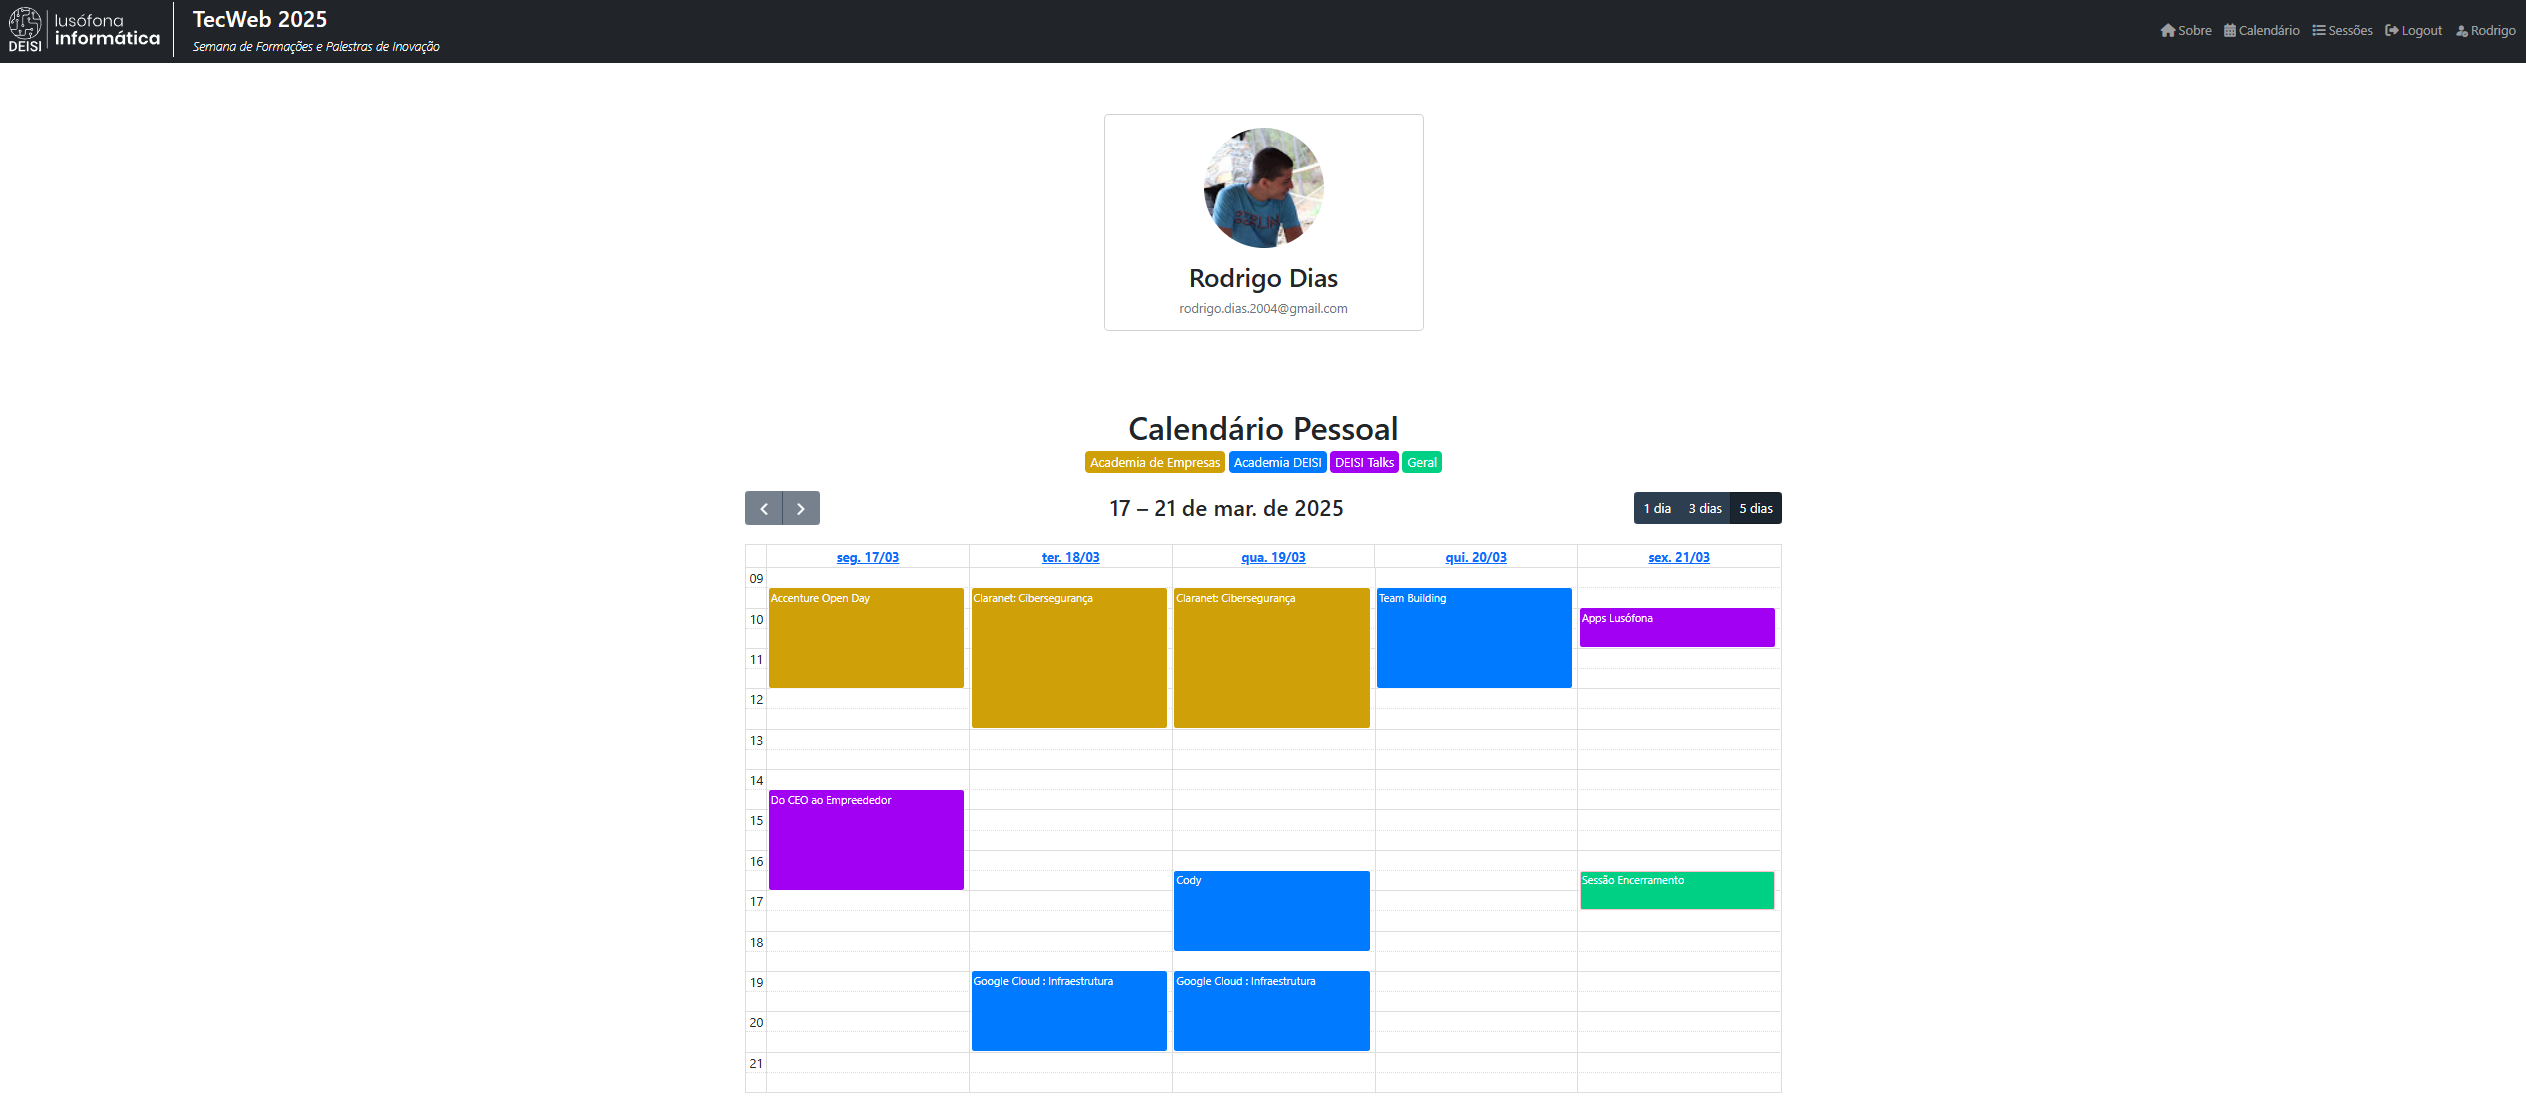 lusófona
informática
DEISI
TecWeb 2025
Semana de Formações e Palestras de Inovação
Sobre Calendário Sessões Logout Rodrigo
Rodrigo Dias
rodrigo.dias.2004@gmail.com
Calendário Pessoal
Academia de Empresas Academia DEISI DEISI Talks Geral
17 – 21 de mar. de 2025
1 dia 3 dias 5 dias
seg. 17/03 ter. 18/03 qua. 19/03 qui. 20/03 sex. 21/03
09
Accenture Open Day Claranet: Cibersegurança Claranet: Cibersegurança Team Building
10 Apps Lusófona
11
12
13
14
Do CEO ao Empreededor
15
16
Cody Sessão Encerramento
17
18
19 Google Cloud : Infraestrutura Google Cloud : Infraestrutura
20
21